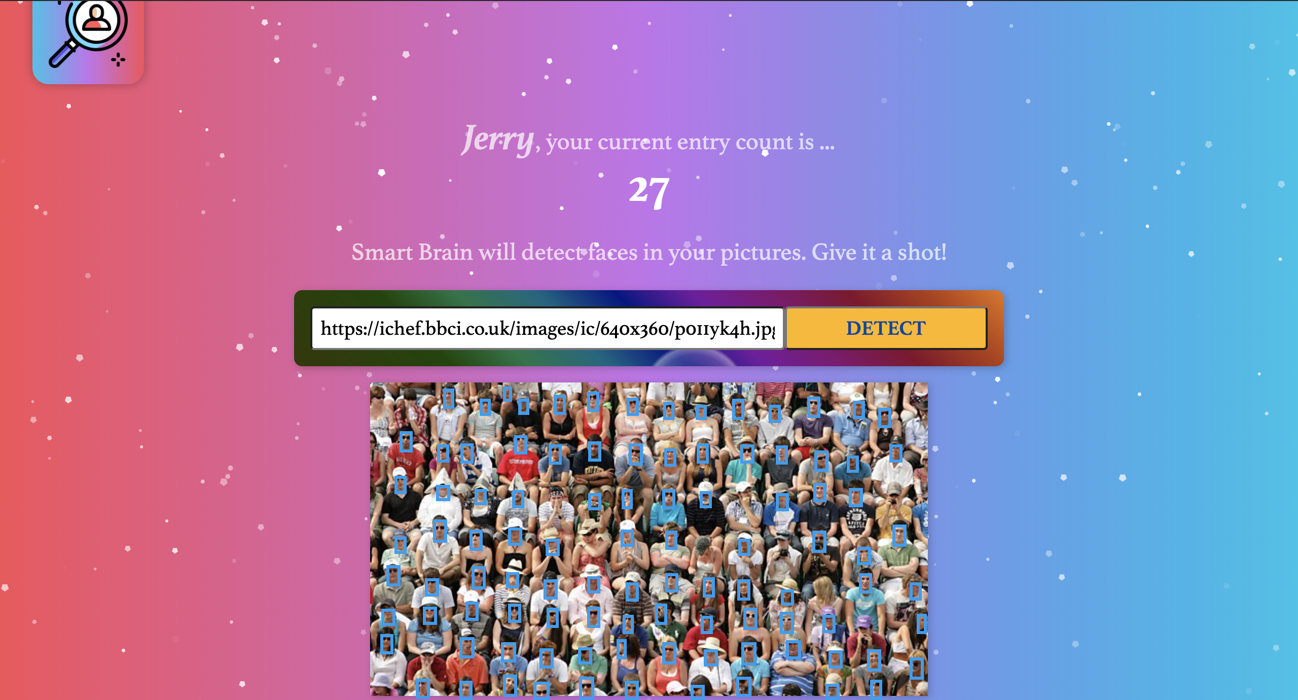 Jerry, your current entry count is ...
27
Smart Brain will detect faces in your pictures. Give it a shot!
https://ichef.bbci.co.uk/images/ic/640x360/p011yk4h.jpg DETECT